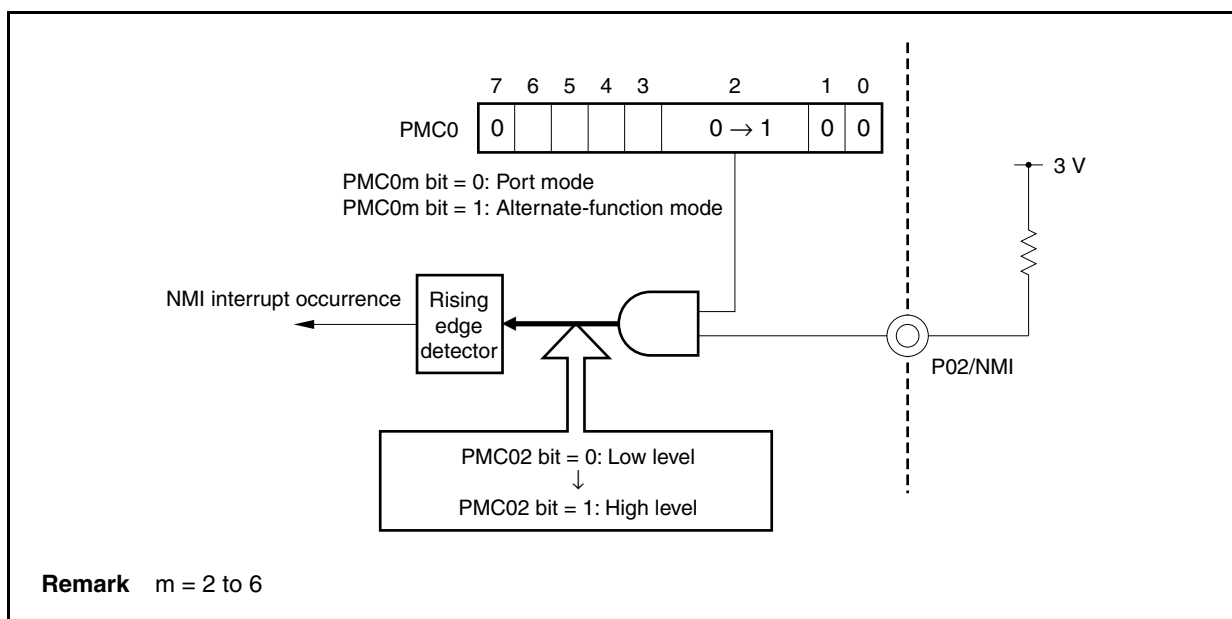 7 6 5 4 3 2 1 0
PMC0 0 0 → 1 0 0
3 V
PMC0m bit = 0: Port mode
PMC0m bit = 1: Alternate-function mode
NMI interrupt occurrence
Rising
edge
detector
P02/NMI
PMC02 bit = 0: Low level
↓
PMC02 bit = 1: High level
Remark m = 2 to 6